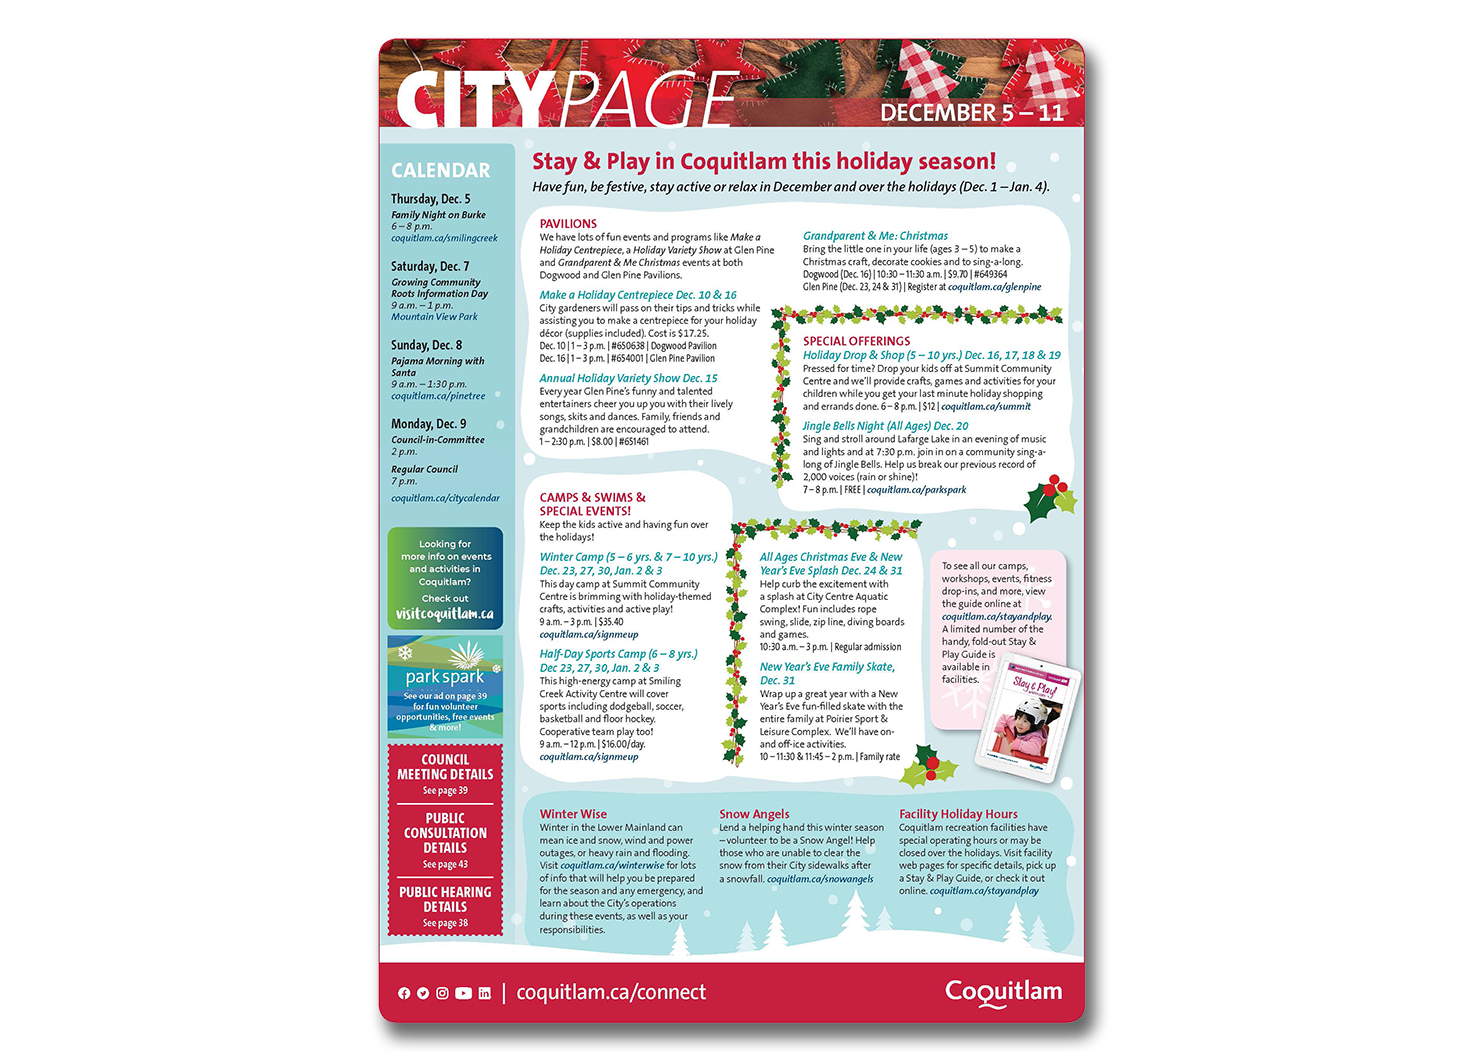 CITYPAGE
DECEMBER 5 – 11
CALENDAR
Thursday, Dec. 5
Family Night on Burke
6 – 8 p.m.
coquitlam.ca/smilingcreek
Saturday, Dec. 7
Growing Community
Roots Information Day
9 a.m. – 1 p.m.
Mountain View Park
Sunday, Dec. 8
Pajama Morning with
Santa
9 a.m. – 1:30 p.m.
coquitlam.ca/pinetree
Monday, Dec. 9
Council-in-Committee
2 p.m.
Regular Council
7 p.m.
coquitlam.ca/citycalendar
Looking for
more info on events
and activities in
Coquitlam?
Check out
visitcoquitlam.ca
park spark
See our ad on page 39
for fun volunteer
opportunities, free events
& more!
COUNCIL
MEETING DETAILS
See page 39
PUBLIC
CONSULTATION
DETAILS
See page 43
PUBLIC HEARING
DETAILS
See page 38
Stay & Play in Coquitlam this holiday season!
Have fun, be festive, stay active or relax in December and over the holidays (Dec. 1 – Jan. 4).
PAVILIONS
We have lots of fun events and programs like Make a
Holiday Centrepiece, a Holiday Variety Show at Glen Pine
and Grandparent & Me Christmas events at both
Dogwood and Glen Pine Pavilions.
Make a Holiday Centrepiece Dec. 10 & 16
City gardeners will pass on their tips and tricks while
assisting you to make a centrepiece for your holiday
décor (supplies included). Cost is $17.25.
Dec. 10 | 1 – 3 p.m. | #650638 | Dogwood Pavilion
Dec. 16 | 1 – 3 p.m. | #654001 | Glen Pine Pavilion
Annual Holiday Variety Show Dec. 15
Every year Glen Pine's funny and talented
entertainers cheer you up you with their lively
songs, skits and dances. Family, friends and
grandchildren are encouraged to attend.
1 – 2:30 p.m. | $8.00 | #651461
Grandparent & Me: Christmas
Bring the little one in your life (ages 3 – 5) to make a
Christmas craft, decorate cookies and to sing-a-long.
Dogwood (Dec. 16) | 10:30 – 11:30 a.m. | $9.70 | #649364
Glen Pine (Dec. 23, 24 & 31) | Register at coquitlam.ca/glenpine
SPECIAL OFFERINGS
Holiday Drop & Shop (5 – 10 yrs.) Dec. 16, 17, 18 & 19
Pressed for time? Drop your kids off at Summit Community
Centre and we'll provide crafts, games and activities for your
children while you get your last minute holiday shopping
and errands done. 6 – 8 p.m. | $12 | coquitlam.ca/summit
Jingle Bells Night (All Ages) Dec. 20
Sing and stroll around Lafarge Lake in an evening of music
and lights and at 7:30 p.m. join in on a community sing-a-
long of Jingle Bells. Help us break our previous record of
2,000 voices (rain or shine)!
7 – 8 p.m. | FREE | coquitlam.ca/parkspark
CAMPS & SWIMS &
SPECIAL EVENTS!
Keep the kids active and having fun over
the holidays!
Winter Camp (5 – 6 yrs. & 7 – 10 yrs.)
Dec. 23, 27, 30, Jan. 2 & 3
This day camp at Summit Community
Centre is brimming with holiday-themed
crafts, activities and active play!
9 a.m. – 3 p.m. | $35.40
coquitlam.ca/signmeup
Half-Day Sports Camp (6 – 8 yrs.)
Dec 23, 27, 30, Jan. 2 & 3
This high-energy camp at Smiling
Creek Activity Centre will cover
sports including dodgeball, soccer,
basketball and floor hockey.
Cooperative team play too!
9 a.m. – 12 p.m. | $16.00/day.
coquitlam.ca/signmeup
All Ages Christmas Eve & New
Year's Eve Splash Dec. 24 & 31
Help curb the excitement with
a splash at City Centre Aquatic
Complex! Fun includes rope
swing, slide, zip line, diving boards
and games.
10:30 a.m. – 3 p.m. | Regular admission
New Year's Eve Family Skate,
Dec. 31
Wrap up a great year with a New
Year's Eve fun-filled skate with the
entire family at Poirier Sport &
Leisure Complex. We'll have on-
and off-ice activities.
10 – 11:30 & 11:45 – 2 p.m. | Family rate
To see all our camps,
workshops, events, fitness
drop-ins, and more, view
the guide online at
coquitlam.ca/stayandplay.
A limited number of the
handy, fold-out Stay &
Play Guide is
available in
facilities.
Stay & Play!
Winter Wise
Winter in the Lower Mainland can
mean ice and snow, wind and power
outages, or heavy rain and flooding.
Visit coquitlam.ca/winterwise for lots
of info that will help you be prepared
for the season and any emergency, and
learn about the City's operations
during these events, as well as your
responsibilities.
Snow Angels
Lend a helping hand this winter season
–volunteer to be a Snow Angel! Help
those who are unable to clear the
snow from their City sidewalks after
a snowfall. coquitlam.ca/snowangels
Facility Holiday Hours
Coquitlam recreation facilities have
special operating hours or may be
closed over the holidays. Visit facility
web pages for specific details, pick up
a Stay & Play Guide, or check it out
online. coquitlam.ca/stayandplay
coquitlam.ca/connect
Coquitlam